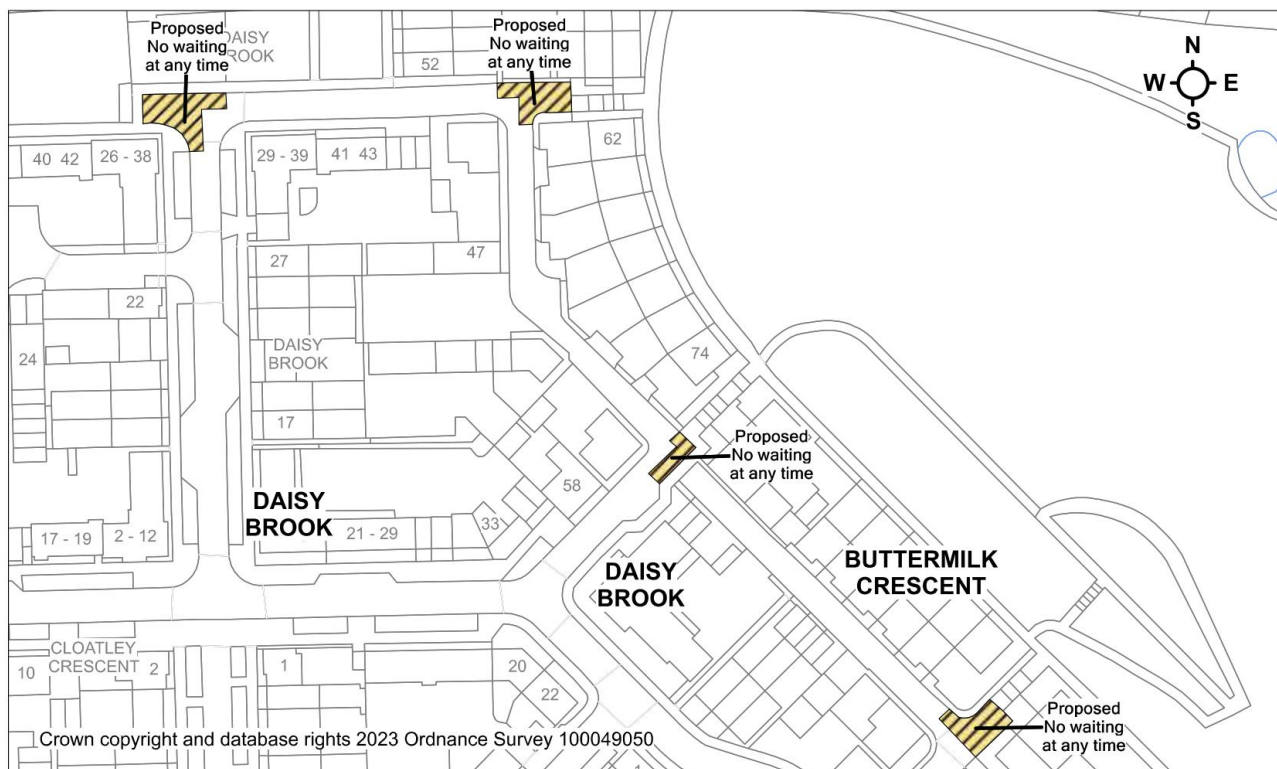 Proposed
No waiting
at any time
DAISY
BROOK
Proposed
No waiting
at any time
52
N
W
E
S
40 42
26 - 38
29 - 39
41 43
62
27
47
22
24
DAISY
BROOK
17
74
Proposed
No waiting
at any time
58
DAISY
BROOK
17 - 19
2 - 12
21 - 29
33
DAISY
BROOK
BUTTERMILK
CRESCENT
CLOATLEY
CRESCENT
10
2
1
20
22
Proposed
No waiting
at any time
Crown copyright and database rights 2023 Ordnance Survey 100049050